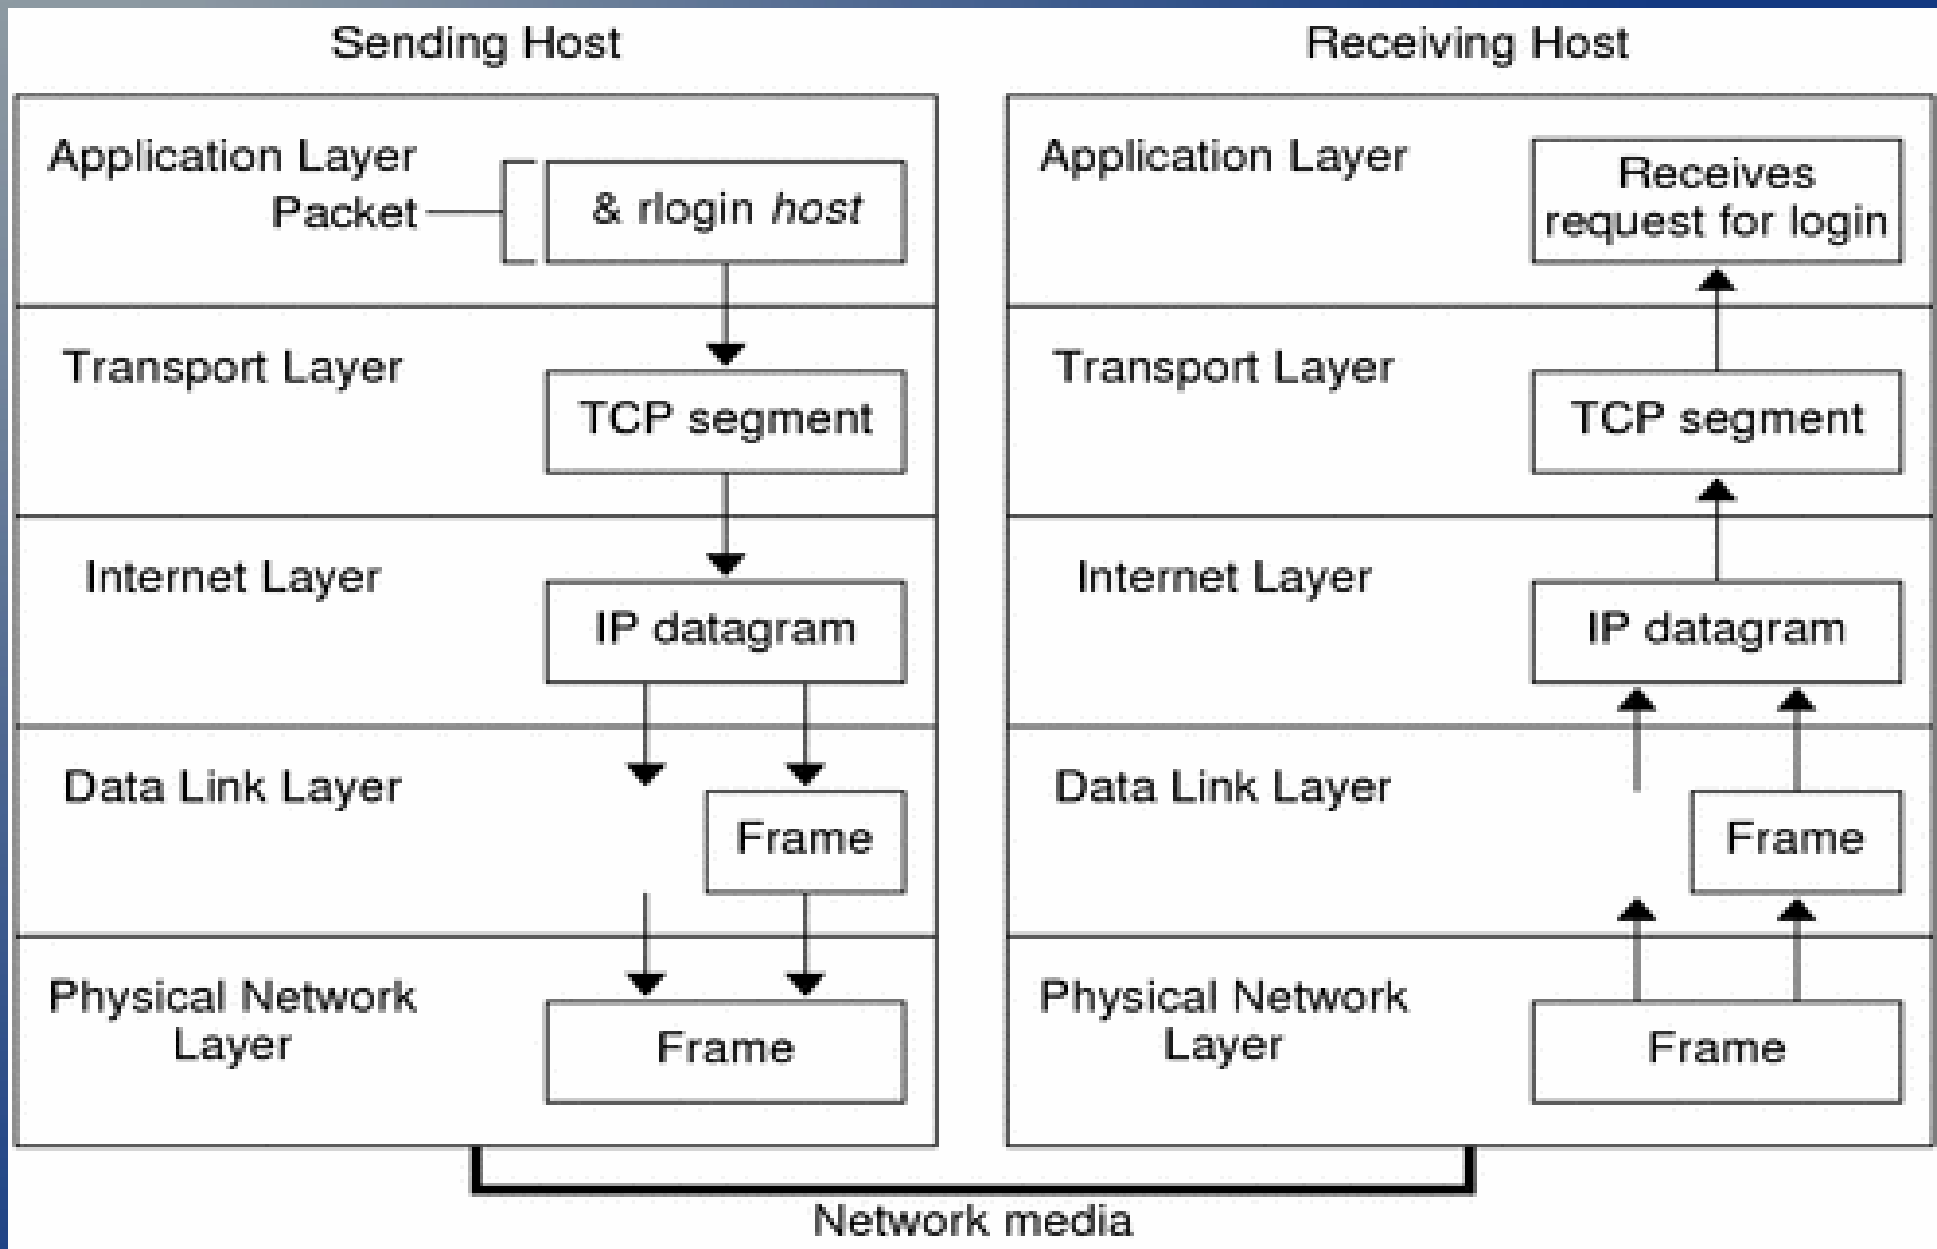 Sending Host
Application Layer
Packet
& rlogin host
Transport Layer
TCP segment
Internet Layer
IP datagram
Data Link Layer
Frame
Physical Network
Layer
Frame
Receiving Host
Application Layer
Receives
request for login
Transport Layer
TCP segment
Internet Layer
IP datagram
Data Link Layer
Frame
Physical Network
Layer
Frame
Network media